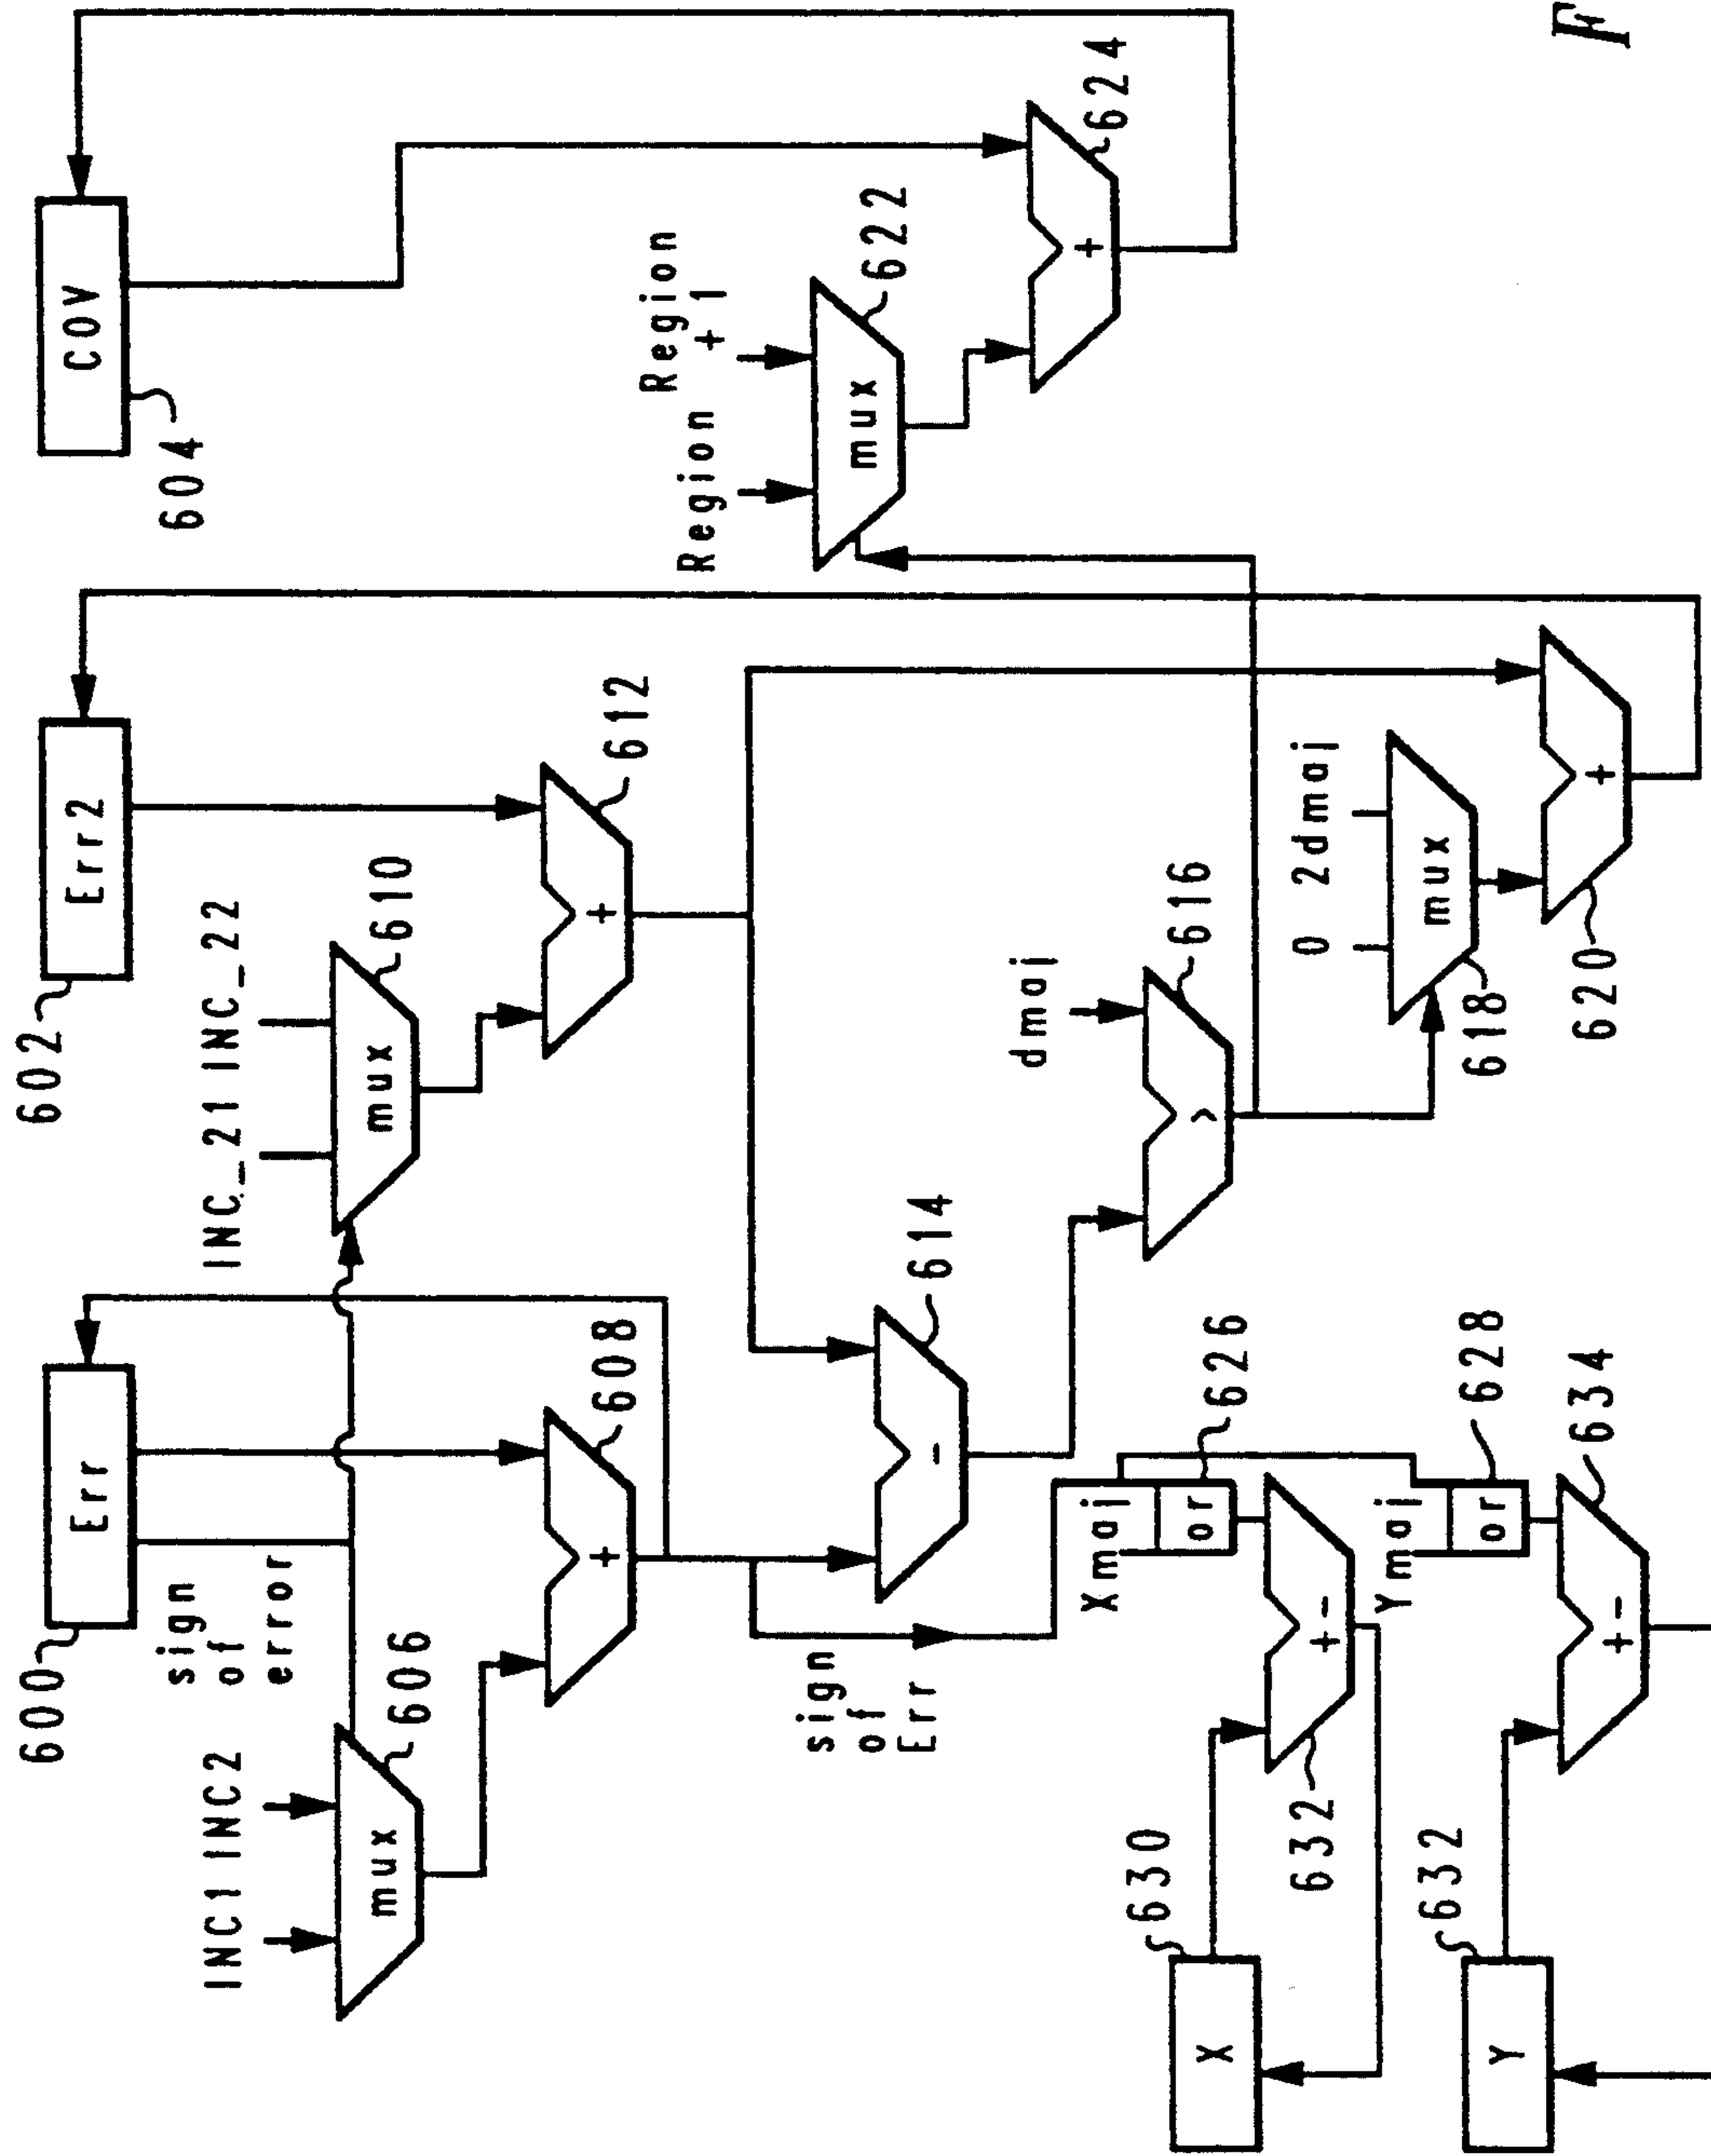 600
Err
602
Err2
604
COV
sign
of
error
INC1 INC2
mux
606
INC_21 INC_22
mux
610
+
608
+
612
Region
Region
+1
mux
622
+
624
sign
of
Err
-
614
dmaj
>
616
0 2dmaj
mux
618
+
620
630
X
Xmaj
or
626
+-
632
632
Y
Ymaj
or
628
+-
634
F